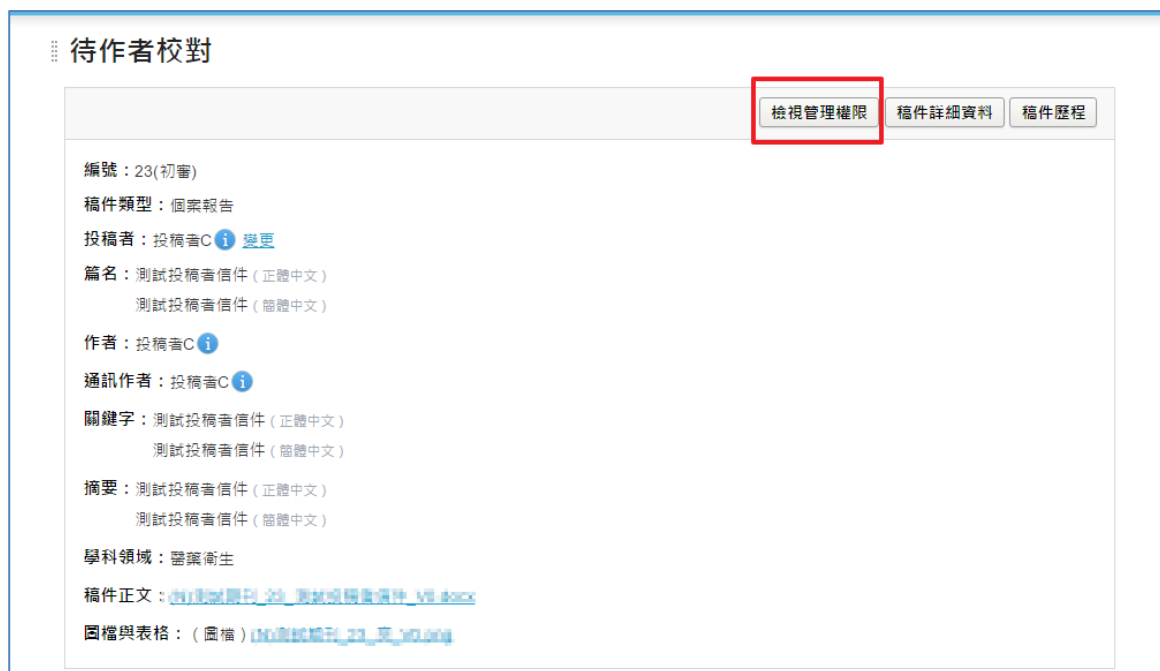 待作者校對
檢視管理權限 稿件詳細資料 稿件歷程
編號：23(初審)
稿件類型：個案報告
投稿者：投稿者C 變更
篇名：測試投稿者信件（正體中文）
測試投稿者信件（簡體中文）
作者：投稿者C
通訊作者：投稿者C
關鍵字：測試投稿者信件（正體中文）
測試投稿者信件（簡體中文）
摘要：測試投稿者信件（正體中文）
測試投稿者信件（簡體中文）
學科領域：醫藥衛生
稿件正文：
圖檔與表格：（圖檔）